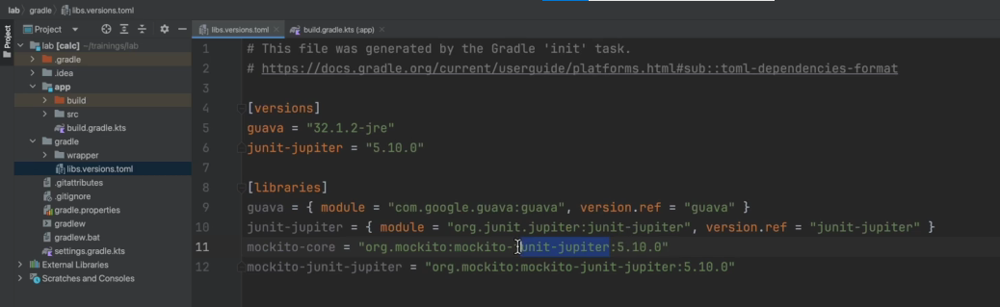 lab gradle libs.versions.toml
Project
Project
libs.versions.toml
build.gradle.kts (:app)
lab [calc] ~/trainings/lab
.gradle
.idea
app
build
src
build.gradle.kts
gradle
wrapper
libs.versions.toml
.gitattributes
.gitignore
gradle.properties
gradlew
gradlew.bat
settings.gradle.kts
External Libraries
Scratches and Consoles
1 # This file was generated by the Gradle 'init' task.
2 # https://docs.gradle.org/current/userguide/platforms.html#sub::toml-dependencies-format
3
4 [versions]
5 guava = "32.1.2-jre"
6 junit-jupiter = "5.10.0"
7
8 [libraries]
9 guava = { module = "com.google.guava:guava", version.ref = "guava" }
10 junit-jupiter = { module = "org.junit.jupiter:junit-jupiter", version.ref = "junit-jupiter" }
11 mockito-core = "org.mockito:mockito-junit-jupiter:5.10.0"
12 mockito-junit-jupiter = "org.mockito:mockito-junit-jupiter:5.10.0"